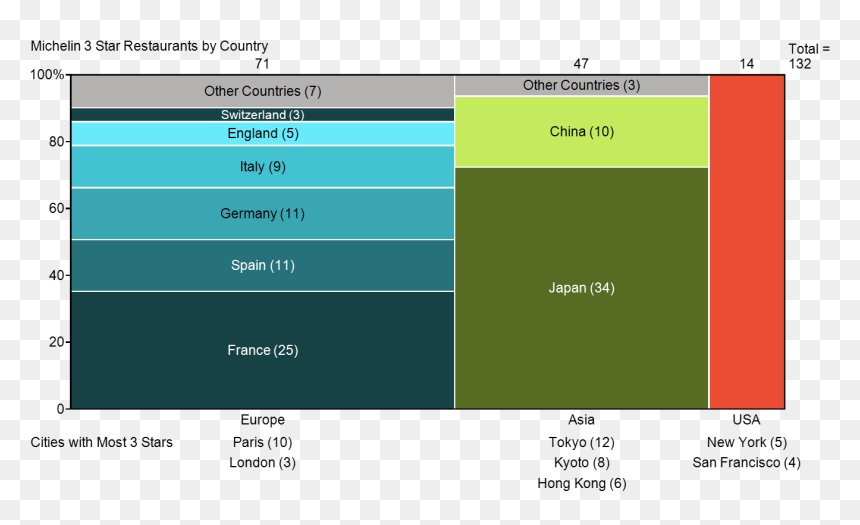 Michelin 3 Star Restaurants by Country
71 47 14 Total =
132
100%
Other Countries (7) Other Countries (3)
Switzerland (3)
England (5) China (10)
80
Italy (9)
60
Germany (11)
40
Spain (11) Japan (34)
20
France (25)
0
Europe Asia USA
Cities with Most 3 Stars Paris (10) Tokyo (12) New York (5)
London (3) Kyoto (8) San Francisco (4)
Hong Kong (6)